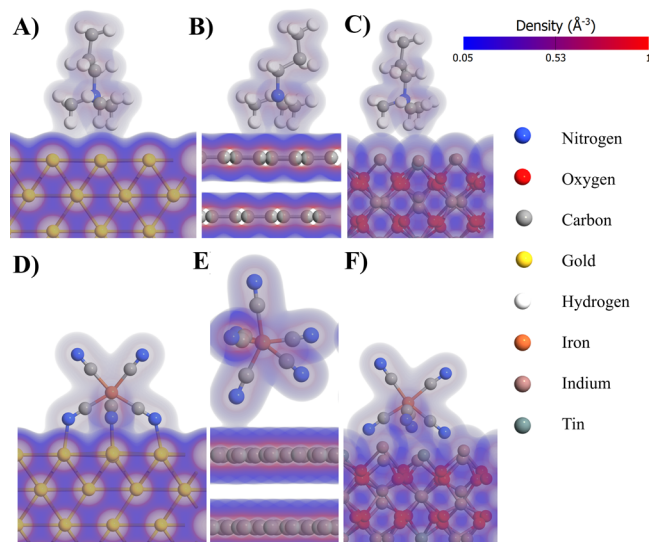 A)
B)
C)
Density (Å⁻³)
0.05
0.53
1
Nitrogen
Oxygen
Carbon
Gold
Hydrogen
Iron
Indium
Tin
D)
E
F)